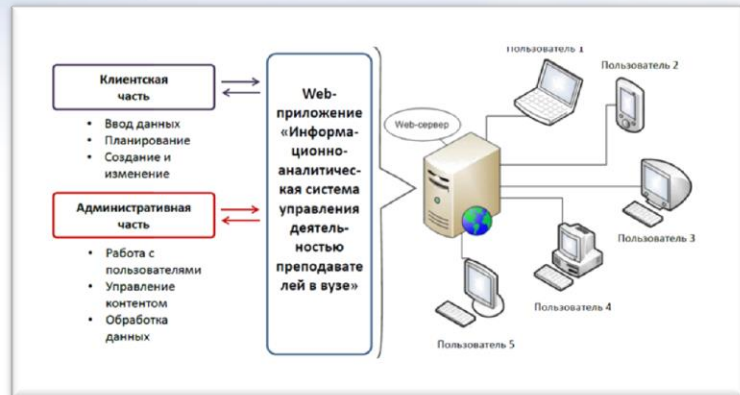 Клиентская
часть
• Ввод данных
• Планирование
• Создание и
изменение
Административная
часть
• Работа с
пользователями
• Управление
контентом
• Обработка
данных
Web-
приложение
«Информа-
ционно-
аналитичес-
кая система
управления
деятель-
ностью
преподавате
лей в вузе»
Web-сервер
Пользователь 1
Пользователь 2
Пользователь 3
Пользователь 4
Пользователь 5